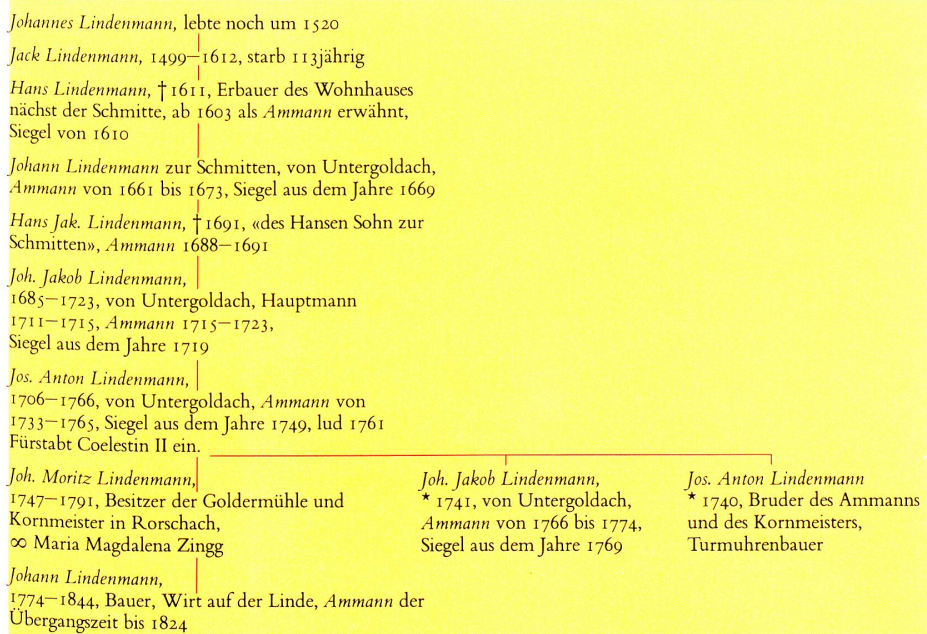 Johannes Lindenmann, lebte noch um 1520
Jack Lindenmann, 1499—1612, starb 113jährig
Hans Lindenmann, †1611, Erbauer des Wohnhauses
nächst der Schmitte, ab 1603 als Ammann erwähnt,
Siegel von 1610
Johann Lindenmann zur Schmitten, von Untergoldach,
Ammann von 1661 bis 1673, Siegel aus dem Jahre 1669
Hans Jak. Lindenmann, †1691, «des Hansen Sohn zur
Schmitten», Ammann 1688—1691
Joh. Jakob Lindenmann,
1685—1723, von Untergoldach, Hauptmann
1711—1715, Ammann 1715—1723,
Siegel aus dem Jahre 1719
Jos. Anton Lindenmann,
1706—1766, von Untergoldach, Ammann von
1733—1765, Siegel aus dem Jahre 1749, lud 1761
Fürstabt Coelestin II ein.
Joh. Moritz Lindenmann,
1747—1791, Besitzer der Goldermühle und
Kornmeister in Rorschach,
∞ Maria Magdalena Zingg
Joh. Jakob Lindenmann,
* 1741, von Untergoldach,
Ammann von 1766 bis 1774,
Siegel aus dem Jahre 1769
Jos. Anton Lindenmann
* 1740, Bruder des Ammanns
und des Kornmeisters,
Turmuhrenbauer
Johann Lindenmann,
1774—1844, Bauer, Wirt auf der Linde, Ammann der
Übergangszeit bis 1824